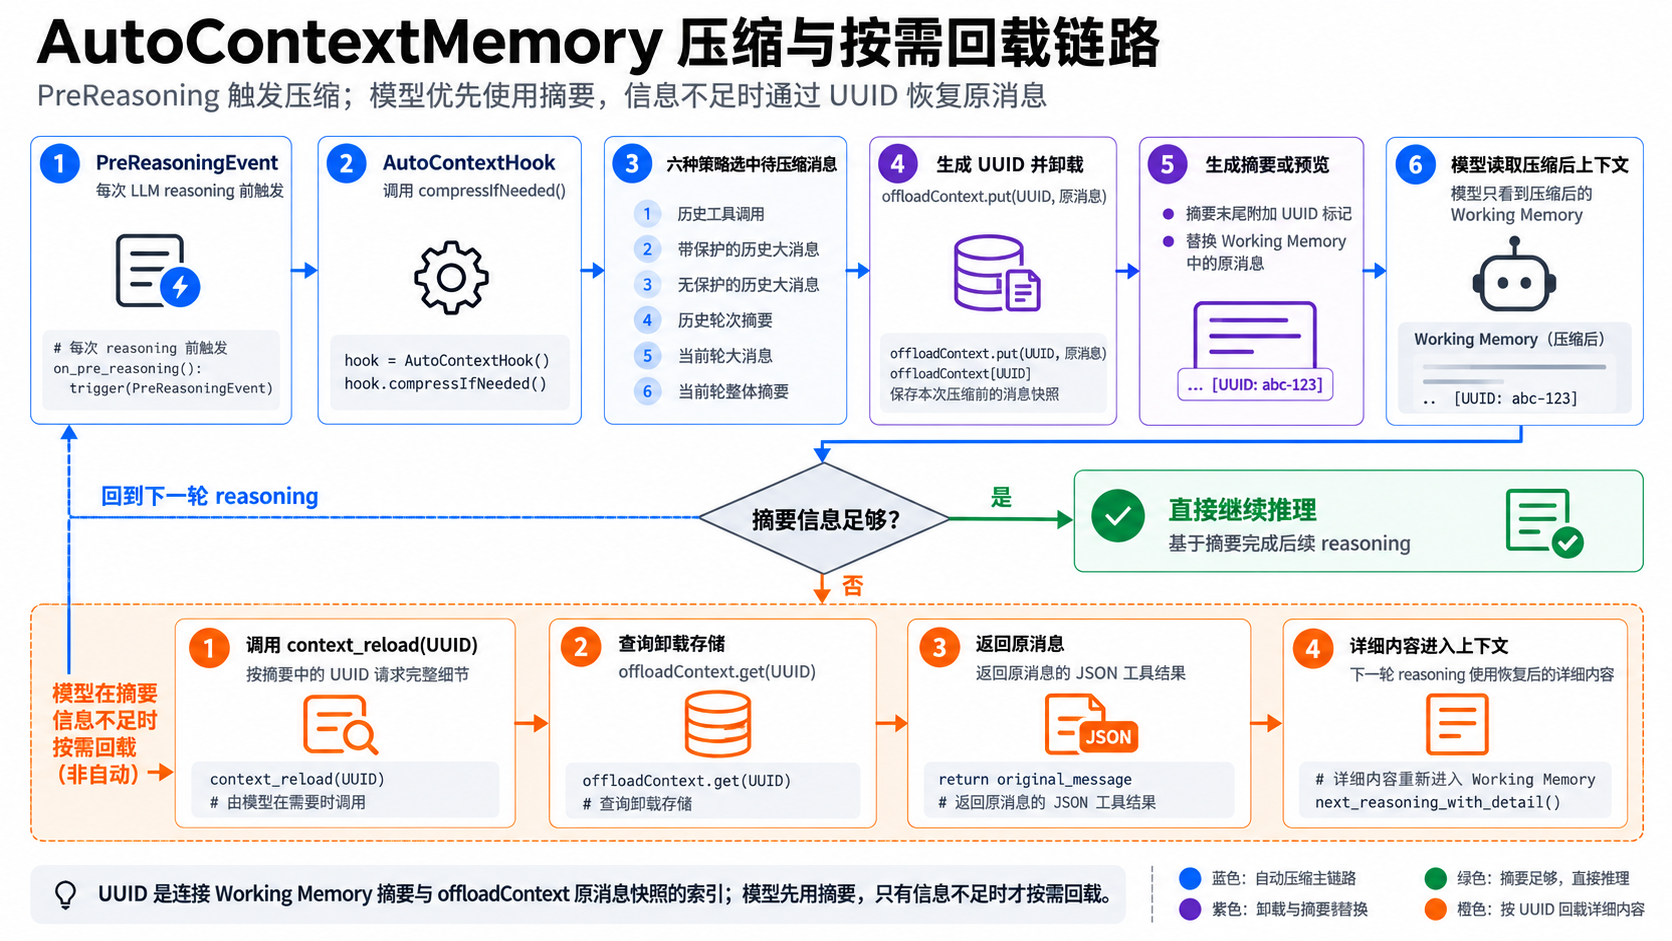 AutoContextMemory 压缩与按需回载链路
PreReasoning 触发压缩；模型优先使用摘要，信息不足时通过 UUID 恢复原消息
1 PreReasoningEvent
每次 LLM reasoning 前触发
# 每次 reasoning 前触发
on_pre_reasoning():
trigger(PreReasoningEvent)
2 AutoContextHook
调用 compressIfNeeded()
hook = AutoContextHook()
hook.compressIfNeeded()
3 六种策略选中待压缩消息
1 历史工具调用
2 带保护的历史大消息
3 无保护的历史大消息
4 历史轮次摘要
5 当前轮大消息
6 当前轮整体摘要
4 生成 UUID 并卸载
offloadContext.put(UUID, 原消息)
offloadContext.put(UUID, 原消息)
offloadContext[UUID]
保存本次压缩前的消息快照
5 生成摘要或预览
摘要末尾附加 UUID 标记
替换 Working Memory
中的原消息
... [UUID: abc-123]
6 模型读取压缩后上下文
模型只看到压缩后的
Working Memory
Working Memory（压缩后）
.. [UUID: abc-123]
回到下一轮 reasoning
摘要信息足够？
是
直接继续推理
基于摘要完成后续 reasoning
否
模型在摘要
信息不足时
按需回载
（非自动）
1 调用 context_reload(UUID)
按摘要中的 UUID 请求完整细节
context_reload(UUID)
# 由模型在需要时调用
2 查询卸载存储
offloadContext.get(UUID)
offloadContext.get(UUID)
# 查询卸载存储
3 返回原消息
返回原消息的 JSON 工具结果
JSON
return original_message
# 返回原消息的 JSON 工具结果
4 详细内容进入上下文
下一轮 reasoning 使用恢复后的详细内容
# 详细内容重新进入 Working Memory
next_reasoning_with_detail()
UUID 是连接 Working Memory 摘要与 offloadContext 原消息快照的索引；模型先用摘要，只有信息不足时才按需回载。
蓝色：自动压缩主链路
紫色：卸载与摘要替换
绿色：摘要足够，直接推理
橙色：按 UUID 回载详细内容